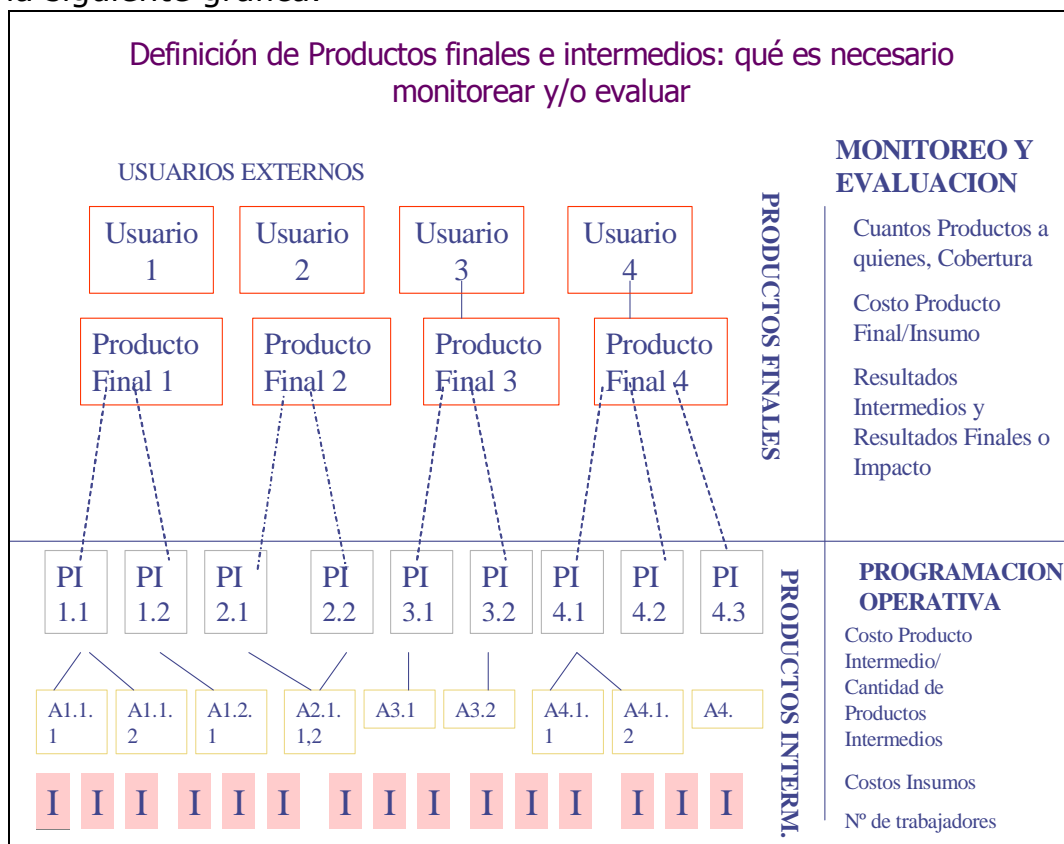 la siguiente gráfica:
Definición de Productos finales e intermedios: qué es necesario
monitorear y/o evaluar
USUARIOS EXTERNOS
Usuario
1
Usuario
2
Usuario
3
Usuario
4
Producto
Final 1
Producto
Final 2
Producto
Final 3
Producto
Final 4
PRODUCTOS FINALES
MONITOREO Y
EVALUACION
Cuantos Productos a
quienes, Cobertura
Costo Producto
Final/Insumo
Resultados
Intermedios y
Resultados Finales o
Impacto
PI
1.1
PI
1.2
PI
2.1
PI
2.2
PI
3.1
PI
3.2
PI
4.1
PI
4.2
PI
4.3
A1.1.
1
A1.1.
2
A1.2.
1
A2.1.
1,2
A3.1
A3.2
A4.1.
1
A4.1.
2
A4.
I I I I I I I I I I I I I I I
PRODUCTOS INTERM.
PROGRAMACION
OPERATIVA
Costo Producto
Intermedio/
Cantidad de
Productos
Intermedios
Costos Insumos
Nº de trabajadores